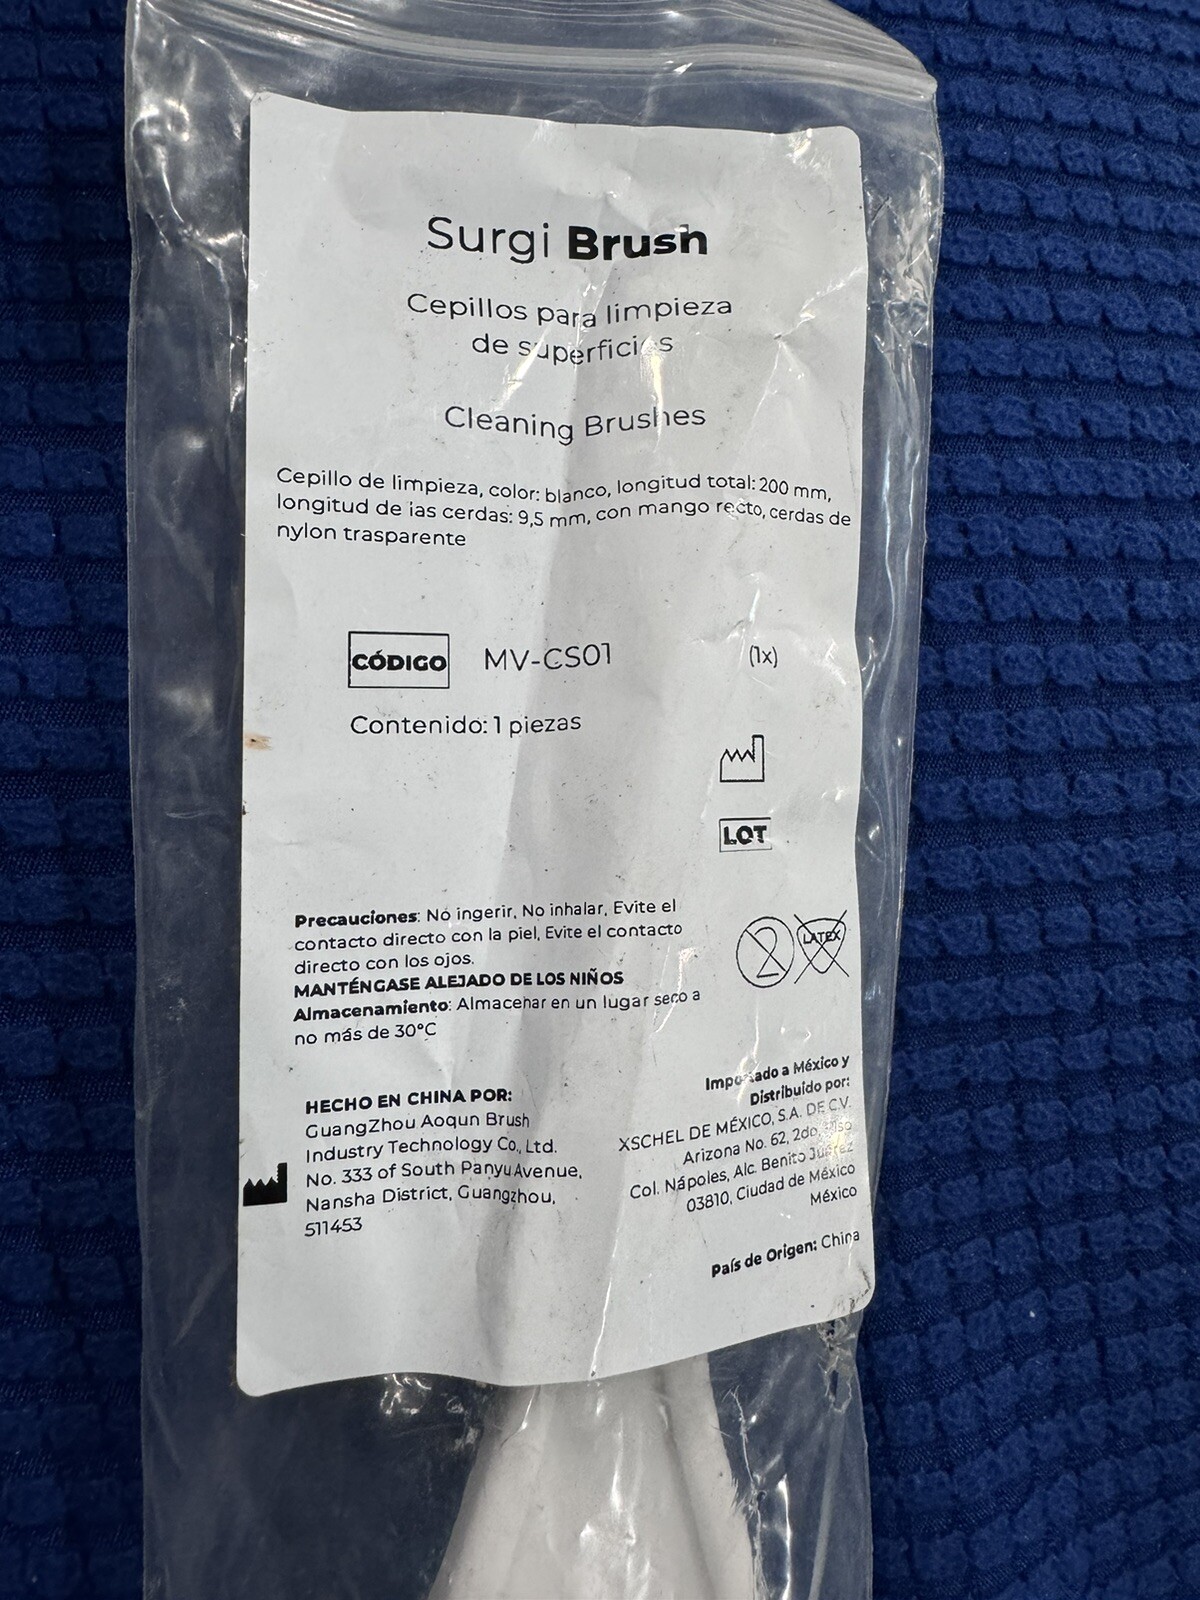 Surgi Brush
Cepillos para limpieza
de superficies
Cleaning Brushes
Cepillo de limpieza, color: blanco, longitud total: 200 mm,
longitud de ias cerdas: 9,5 mm, con mango recto, cerdas de
nylon trasparente
CÓDIGO MV-CS01 (1x)
Contenido: 1 piezas
LOT
Precauciones: No ingerir, No inhalar, Evite el
contacto directo con la piel, Evite el contacto
directo con los ojos.
MANTÉNGASE ALEJADO DE LOS NIÑOS
Almacenamiento: Almacenar en un lugar seco a
no más de 30°C
2 LATEX
HECHO EN CHINA POR:
GuangZhou Aoqun Brush
Industry Technology Co., Ltd.
No. 333 of South Panyu Avenue,
Nansha District, Guangzhou,
511453
Importado a México y
Distribuido por:
XSCHEL DE MÉXICO, S.A. DE C.V.
Arizona No. 62, 2do. Piso
Col. Nápoles, Alc. Benito Juárez
03810, Ciudad de México
México
País de Origen: China